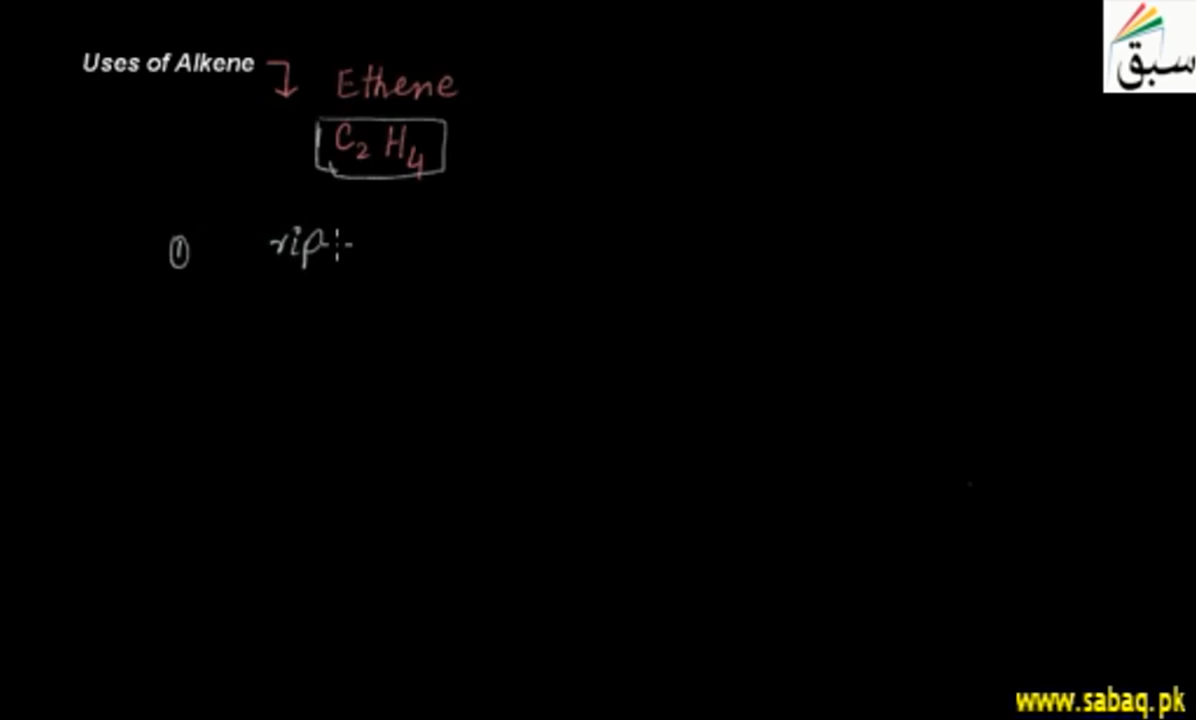 سبق
Uses of Alkene Ethene
C₂ H₄
① rip
www.sabaq.pk